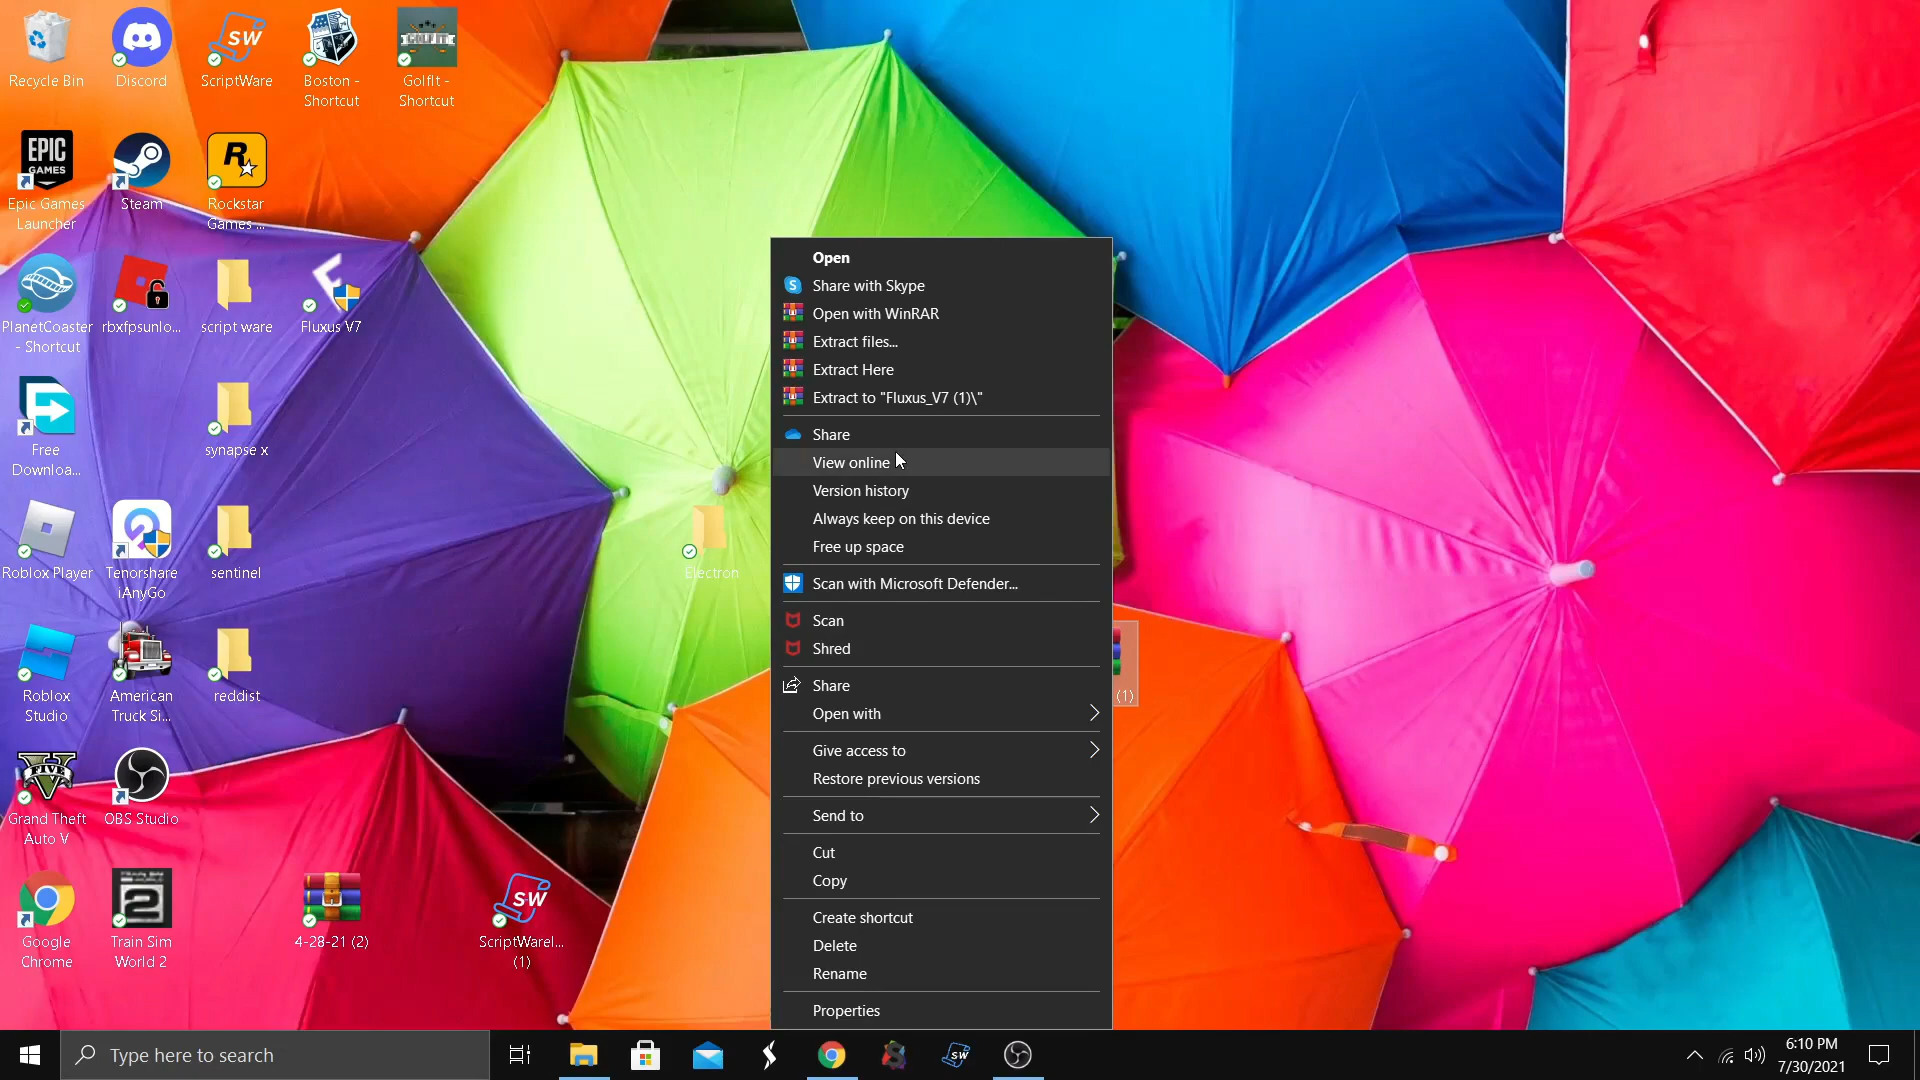 Recycle Bin
Discord
ScriptWare
Boston -
Shortcut
GOLFIT
GolfIt -
Shortcut
EPIC
GAMES
Epic Games
Launcher
Steam
Rockstar
Games ...
PlanetCoaster
- Shortcut
rbxfpsunlo...
script ware
Fluxus V7
Free
Downloa...
synapse x
Roblox Player
Tenorshare
iAnyGo
sentinel
Electron
Roblox
Studio
American
Truck Si...
reddist
FIVE
Grand Theft
Auto V
OBS Studio
Google
Chrome
2
Train Sim
World 2
4-28-21 (2)
SW
ScriptWareI...
(1)
Open
Share with Skype
Open with WinRAR
Extract files...
Extract Here
Extract to "Fluxus_V7 (1)\"
Share
View online
Version history
Always keep on this device
Free up space
Scan with Microsoft Defender...
Scan
Shred
Share
Open with
Give access to
Restore previous versions
Send to
Cut
Copy
Create shortcut
Delete
Rename
Properties
(1)
Type here to search
SW
6:10 PM
7/30/2021